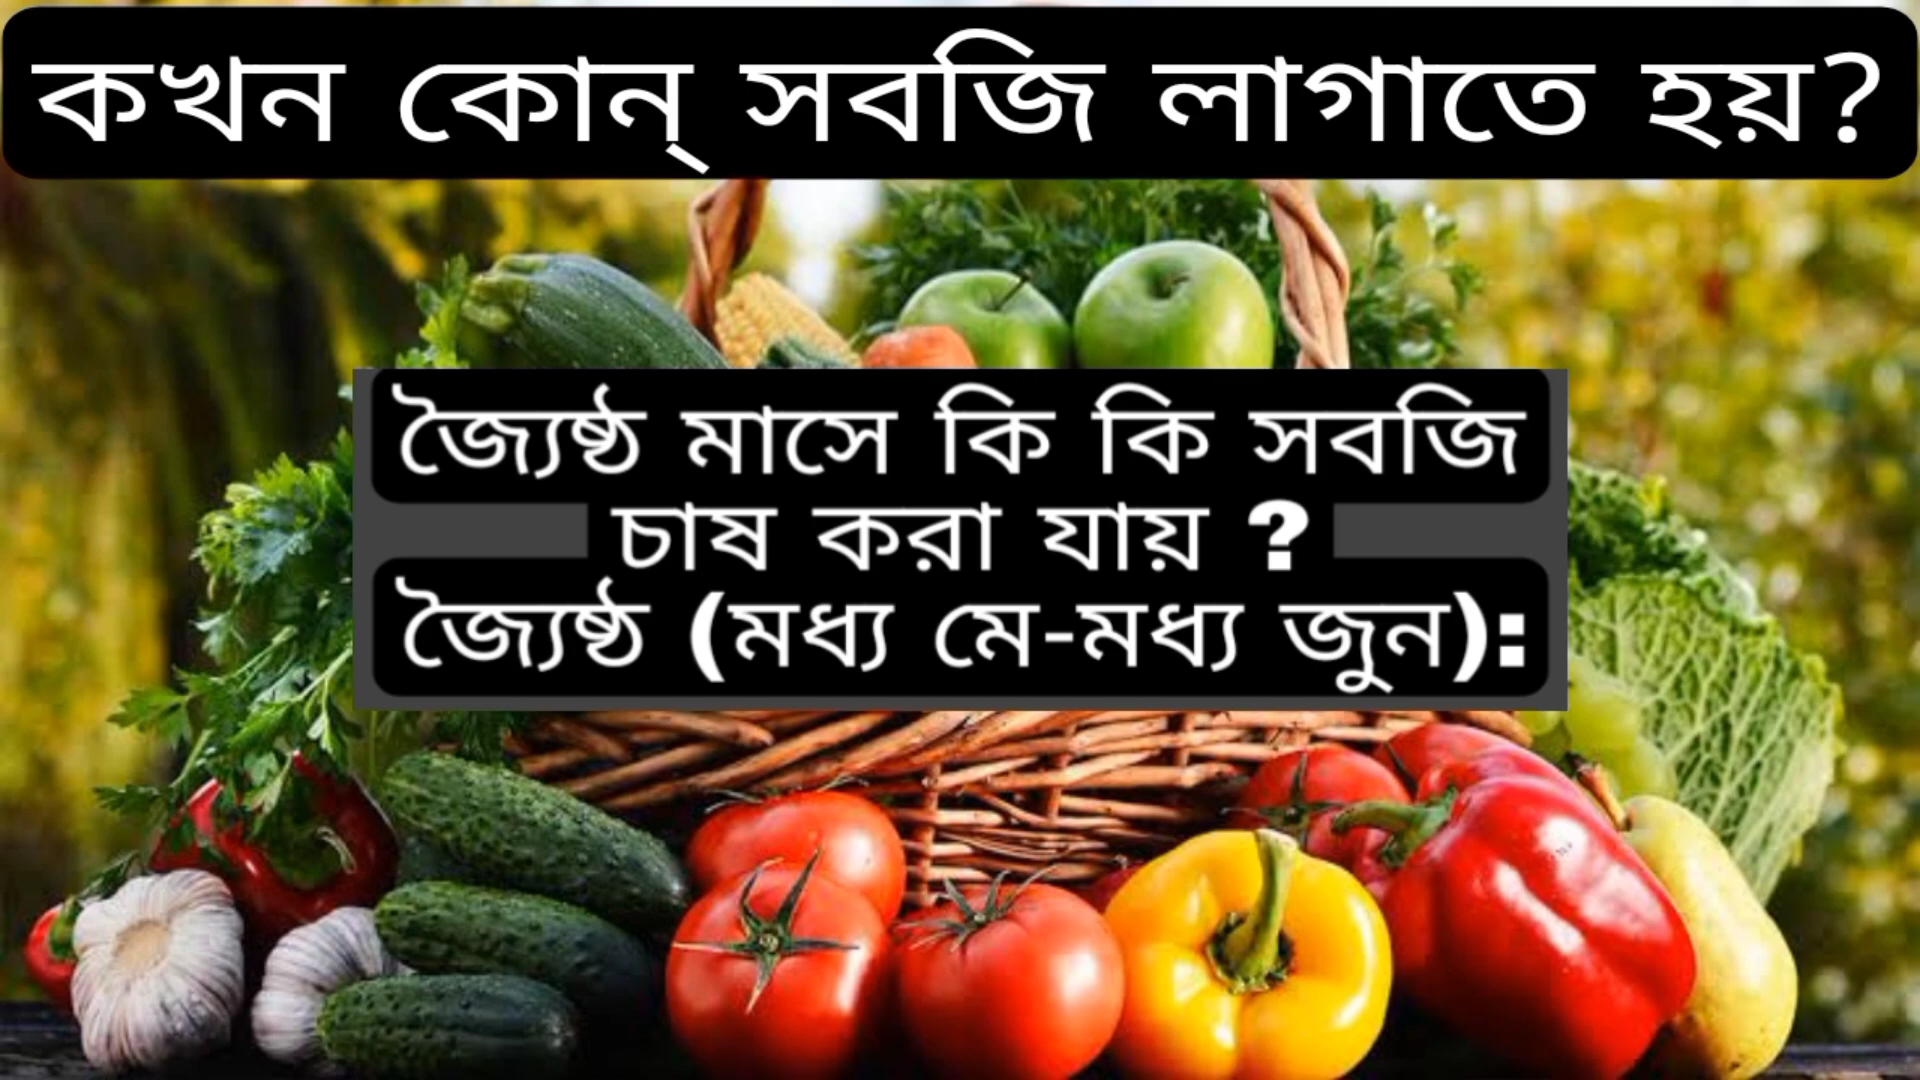 কখন কোন্ সবজি লাগাতে হয়?
জ্যৈষ্ঠ মাসে কি কি সবজি
চাষ করা যায় ?
জ্যৈষ্ঠ (মধ্য মে-মধ্য জুন):